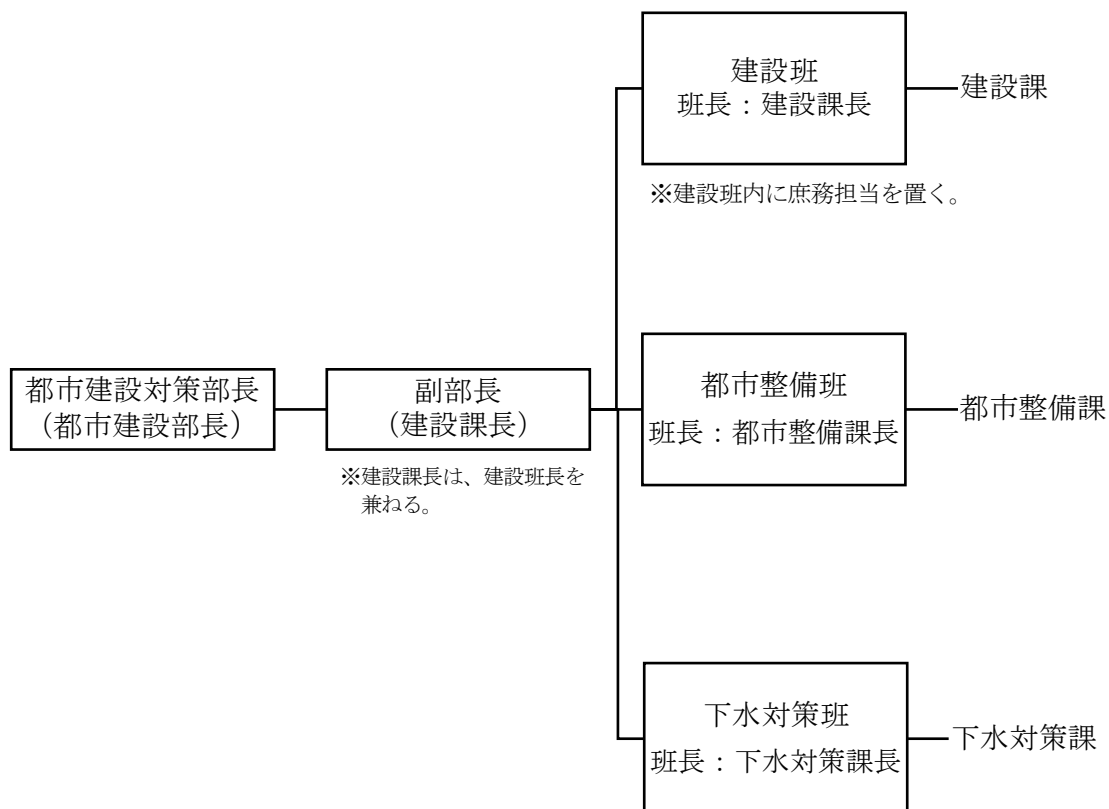 建設班
班長：建設課長
建設課
※建設班内に庶務担当を置く。
都市建設対策部長
（都市建設部長）
副部長
（建設課長）
※建設課長は、建設班長を
兼ねる。
都市整備班
班長：都市整備課長
都市整備課
下水対策班
班長：下水対策課長
下水対策課